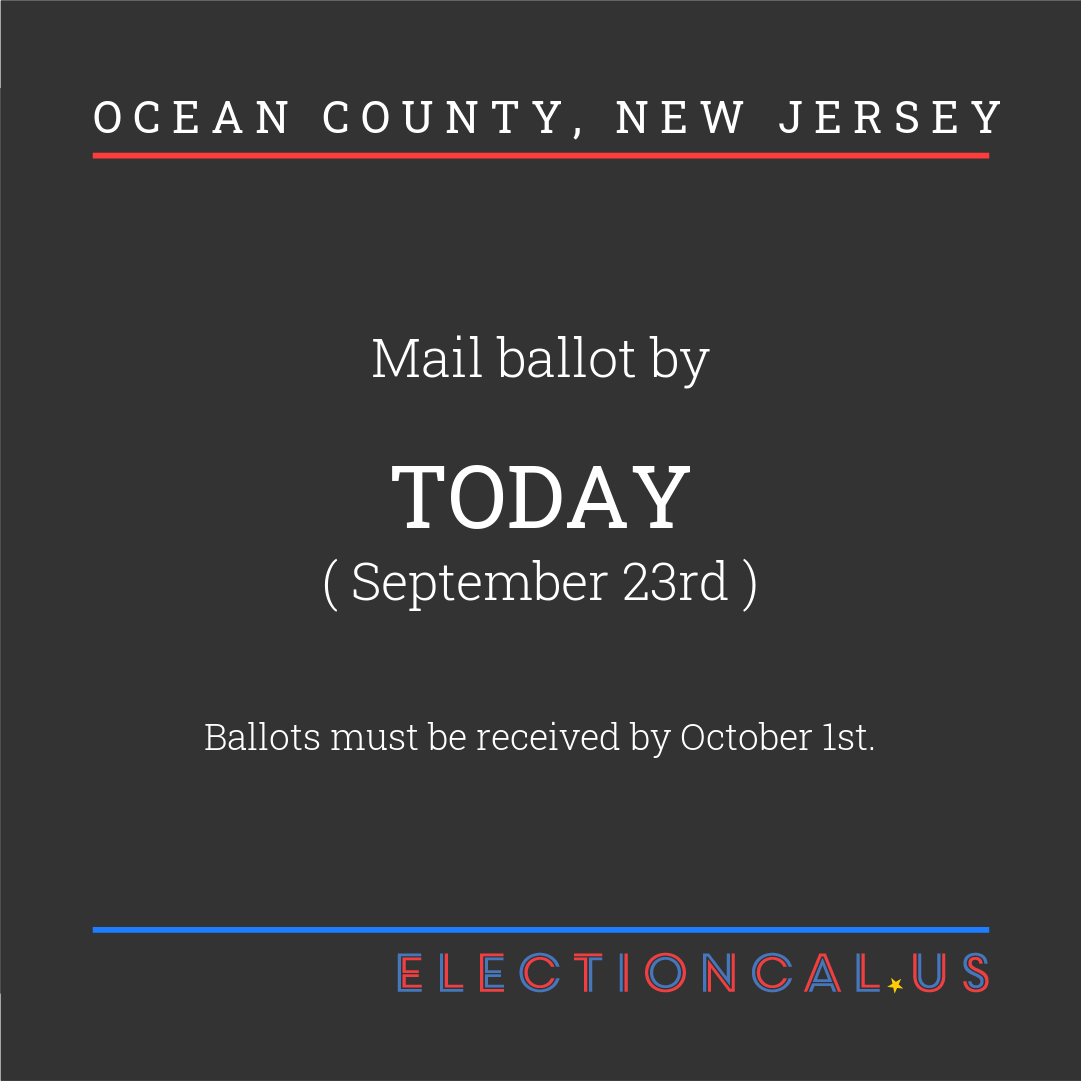 OCEAN COUNTY, NEW JERSEY
Mail ballot by
TODAY
( September 23rd )
Ballots must be received by October 1st.
ELECTIONCAL.US